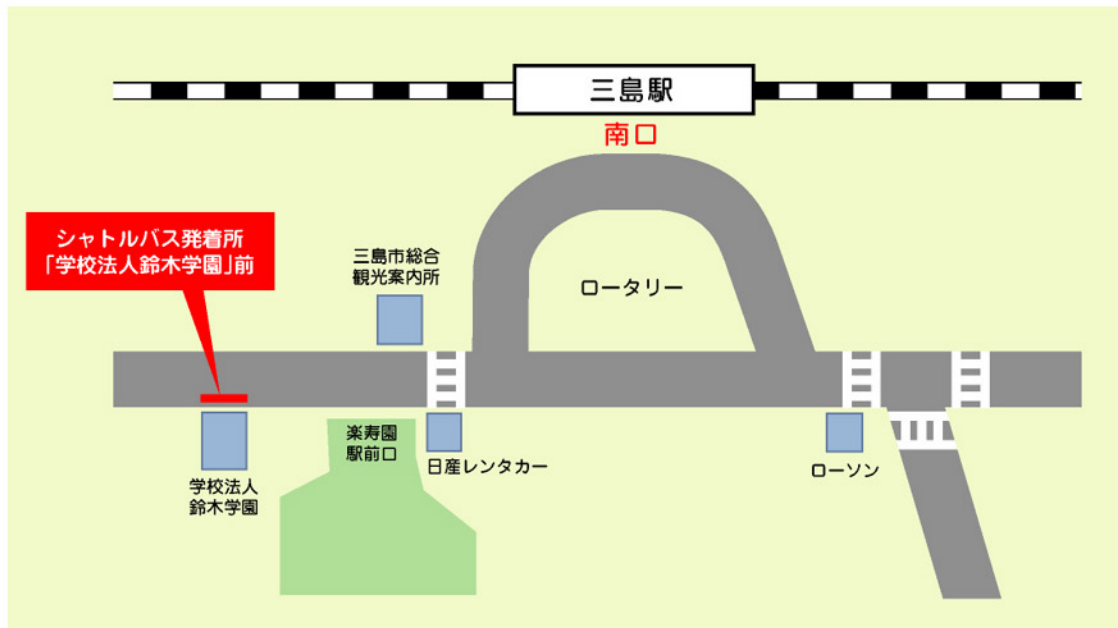 三島駅
南口
シャトルバス発着所
「学校法人鈴木学園」前
三島市総合
観光案内所
ロータリー
楽寿園
駅前口
日産レンタカー
ローソン
学校法人
鈴木学園